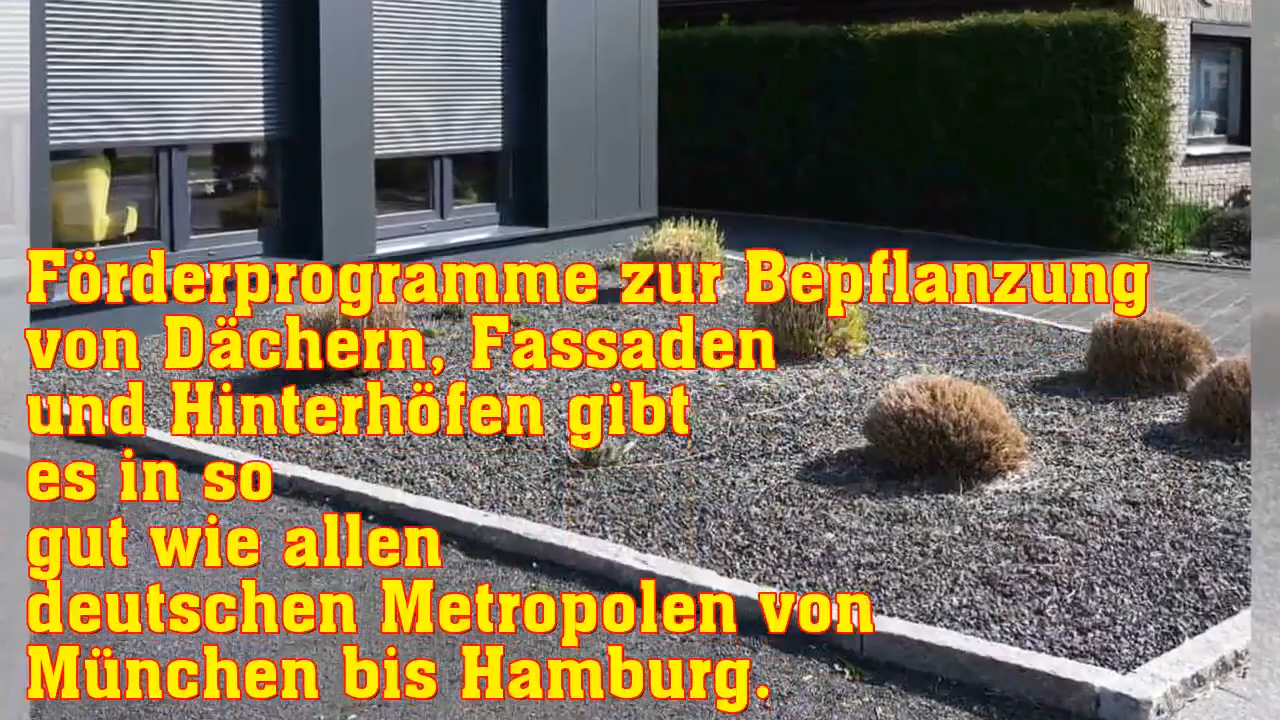 Förderprogramme zur Bepflanzung
von Dächern, Fassaden
und Hinterhöfen gibt
es in so
gut wie allen
deutschen Metropolen von
München bis Hamburg.